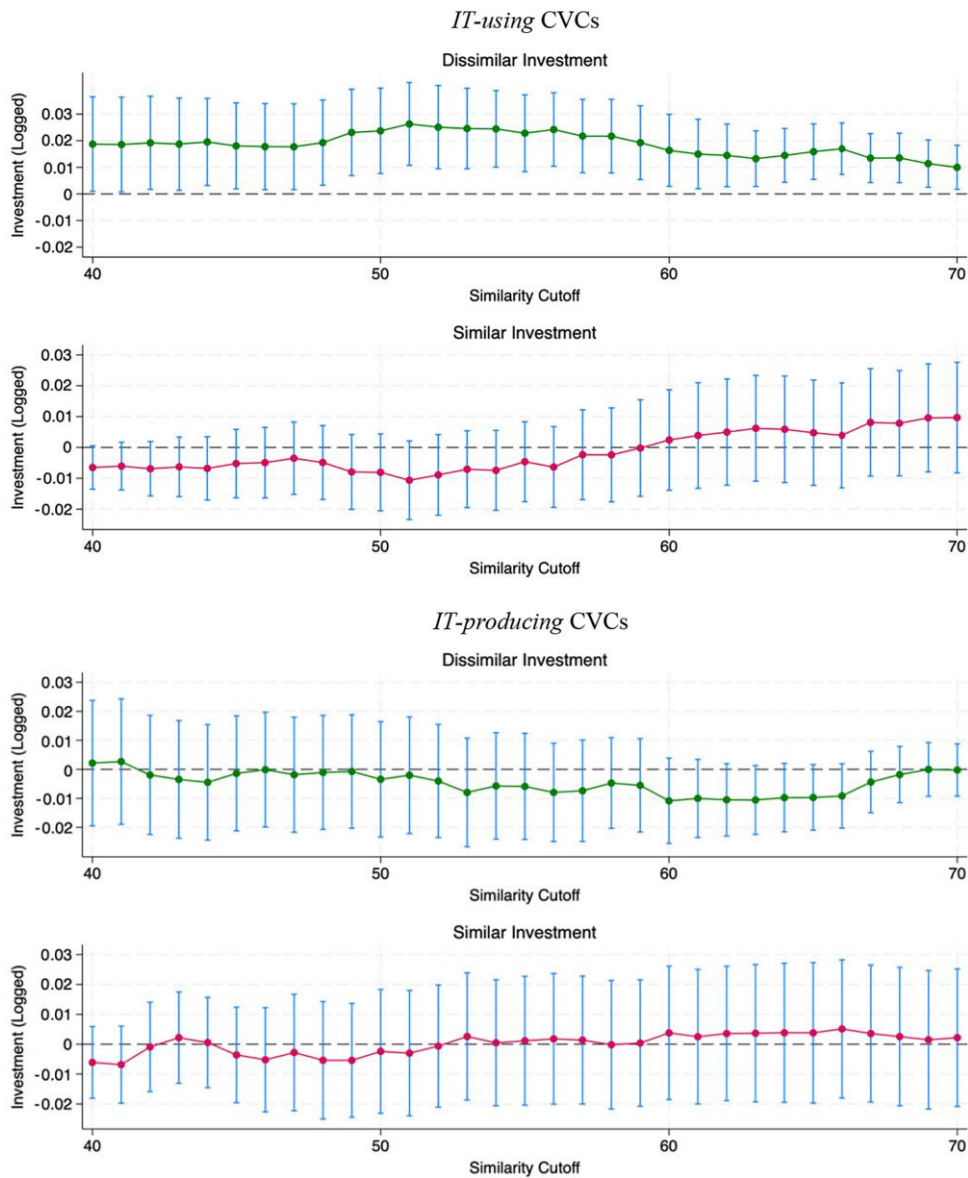 IT-using CVCs
Dissimilar Investment
Investment (Logged)
0.03
0.02
0.01
0
-0.01
-0.02
40 50 60 70
Similarity Cutoff
Similar Investment
Investment (Logged)
0.03
0.02
0.01
0
-0.01
-0.02
40 50 60 70
Similarity Cutoff
IT-producing CVCs
Dissimilar Investment
Investment (Logged)
0.03
0.02
0.01
0
-0.01
-0.02
40 50 60 70
Similarity Cutoff
Similar Investment
Investment (Logged)
0.03
0.02
0.01
0
-0.01
-0.02
40 50 60 70
Similarity Cutoff